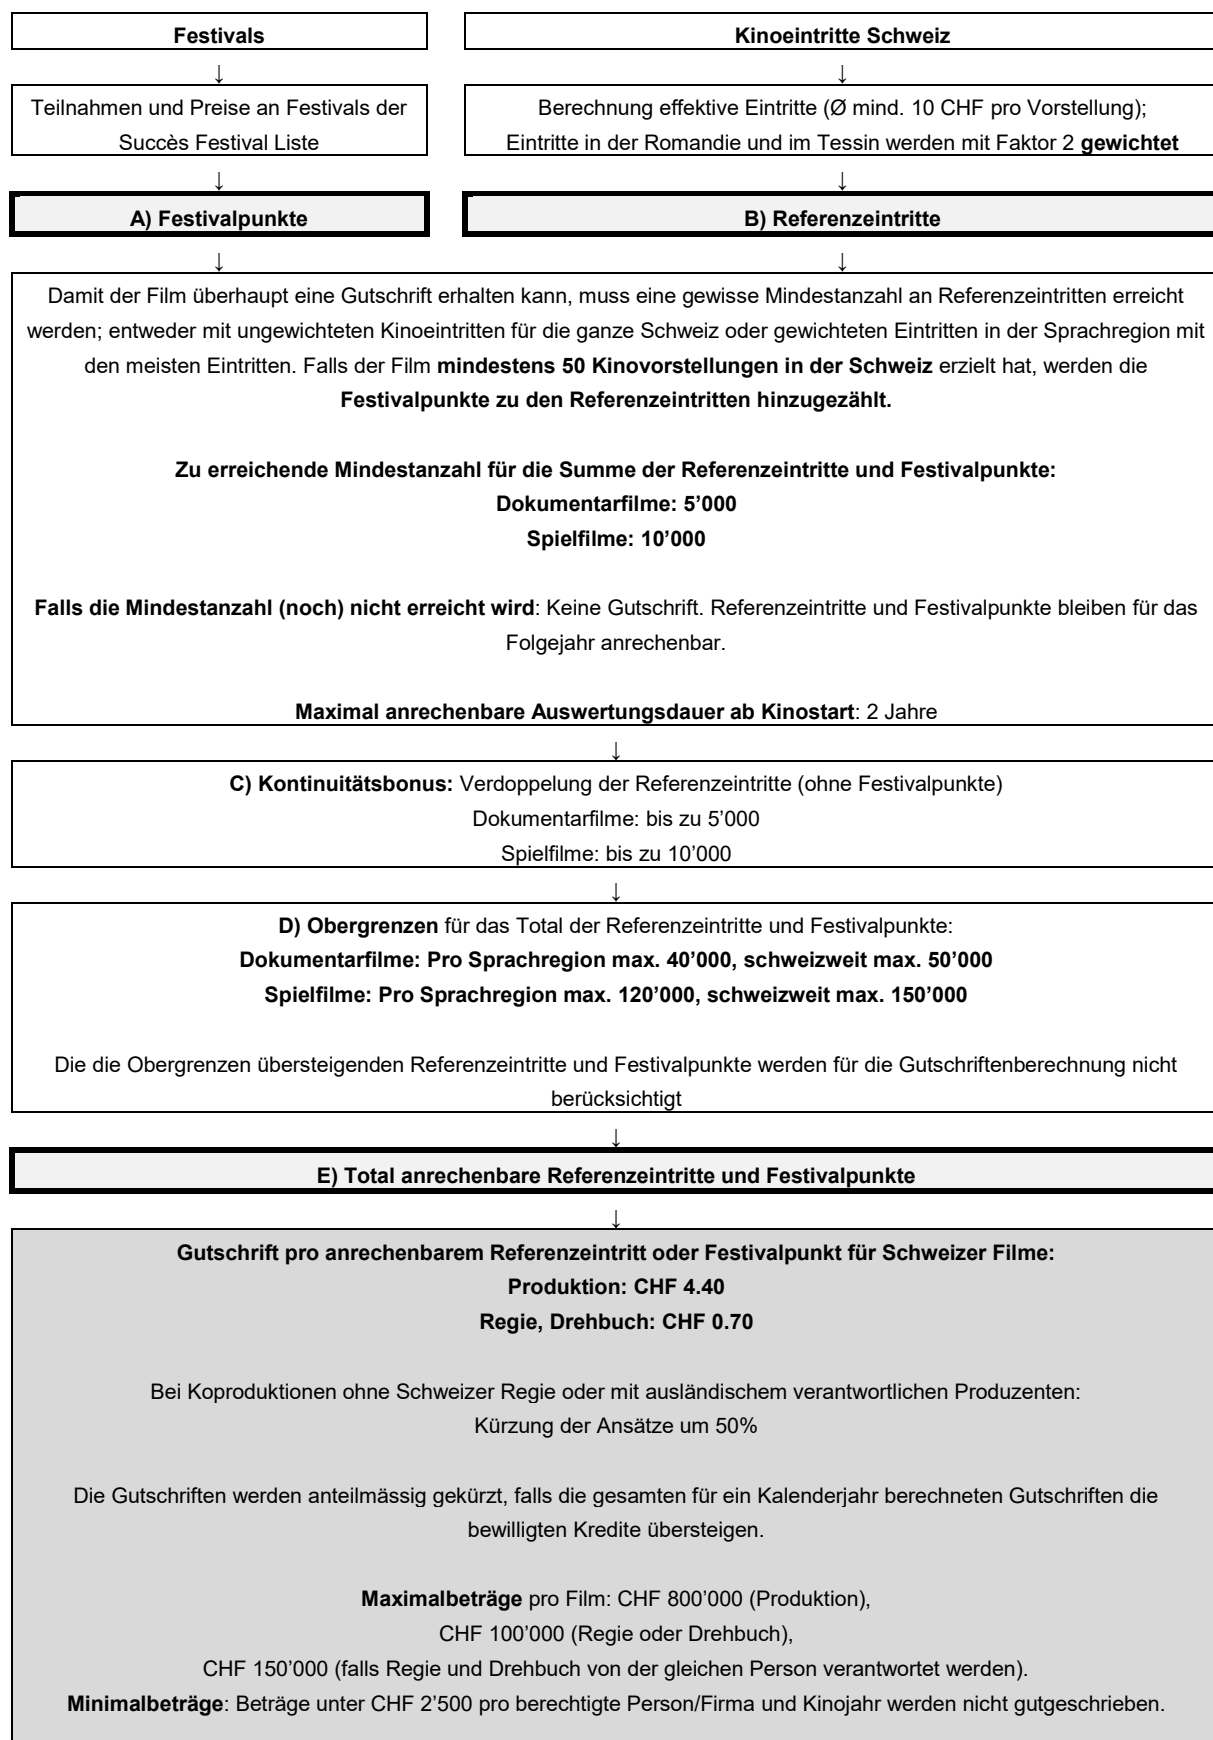 Festivals
Kinoeintritte Schweiz
↓
↓
Teilnahmen und Preise an Festivals der
Succès Festival Liste
Berechnung effektive Eintritte (Ø mind. 10 CHF pro Vorstellung);
Eintritte in der Romandie und im Tessin werden mit Faktor 2 gewichtet
↓
↓
A) Festivalpunkte
B) Referenzeintritte
↓
↓
Damit der Film überhaupt eine Gutschrift erhalten kann, muss eine gewisse Mindestanzahl an Referenzeintritten erreicht
werden; entweder mit ungewichteten Kinoeintritten für die ganze Schweiz oder gewichteten Eintritten in der Sprachregion mit
den meisten Eintritten. Falls der Film mindestens 50 Kinovorstellungen in der Schweiz erzielt hat, werden die
Festivalpunkte zu den Referenzeintritten hinzugezählt.
Zu erreichende Mindestanzahl für die Summe der Referenzeintritte und Festivalpunkte:
Dokumentarfilme: 5’000
Spielfilme: 10’000
Falls die Mindestanzahl (noch) nicht erreicht wird: Keine Gutschrift. Referenzeintritte und Festivalpunkte bleiben für das
Folgejahr anrechenbar.
Maximal anrechenbare Auswertungsdauer ab Kinostart: 2 Jahre
↓
C) Kontinuitätsbonus: Verdoppelung der Referenzeintritte (ohne Festivalpunkte)
Dokumentarfilme: bis zu 5’000
Spielfilme: bis zu 10’000
↓
D) Obergrenzen für das Total der Referenzeintritte und Festivalpunkte:
Dokumentarfilme: Pro Sprachregion max. 40’000, schweizweit max. 50’000
Spielfilme: Pro Sprachregion max. 120’000, schweizweit max. 150’000
Die die Obergrenzen übersteigenden Referenzeintritte und Festivalpunkte werden für die Gutschriftenberechnung nicht
berücksichtigt
↓
E) Total anrechenbare Referenzeintritte und Festivalpunkte
↓
Gutschrift pro anrechenbarem Referenzeintritt oder Festivalpunkt für Schweizer Filme:
Produktion: CHF 4.40
Regie, Drehbuch: CHF 0.70
Bei Koproduktionen ohne Schweizer Regie oder mit ausländischem verantwortlichen Produzenten:
Kürzung der Ansätze um 50%
Die Gutschriften werden anteilmässig gekürzt, falls die gesamten für ein Kalenderjahr berechneten Gutschriften die
bewilligten Kredite übersteigen.
Maximalbeträge pro Film: CHF 800’000 (Produktion),
CHF 100’000 (Regie oder Drehbuch),
CHF 150’000 (falls Regie und Drehbuch von der gleichen Person verantwortet werden).
Minimalbeträge: Beträge unter CHF 2’500 pro berechtigte Person/Firma und Kinojahr werden nicht gutgeschrieben.